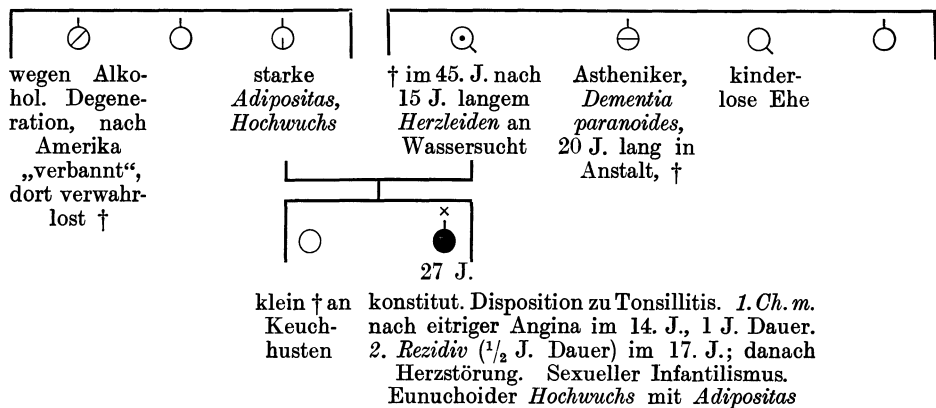 wegen Alko-
hol. Degene-
ration, nach
Amerika
„verbannt“,
dort verwahr-
lost †
starke
Adipositas,
Hochwuchs
† im 45. J. nach
15 J. langem
Herzleiden an
Wassersucht
Astheniker,
Dementia
paranoides,
20 J. lang in
Anstalt, †
kinder-
lose Ehe
×
27 J.
klein † an
Keuch-
husten
konstitut. Disposition zu Tonsillitis. 1. Ch. m.
nach eitriger Angina im 14. J., 1 J. Dauer.
2. Rezidiv (1/2 J. Dauer) im 17. J.; danach
Herzstörung. Sexueller Infantilismus.
Eunuchoider Hochwuchs mit Adipositas